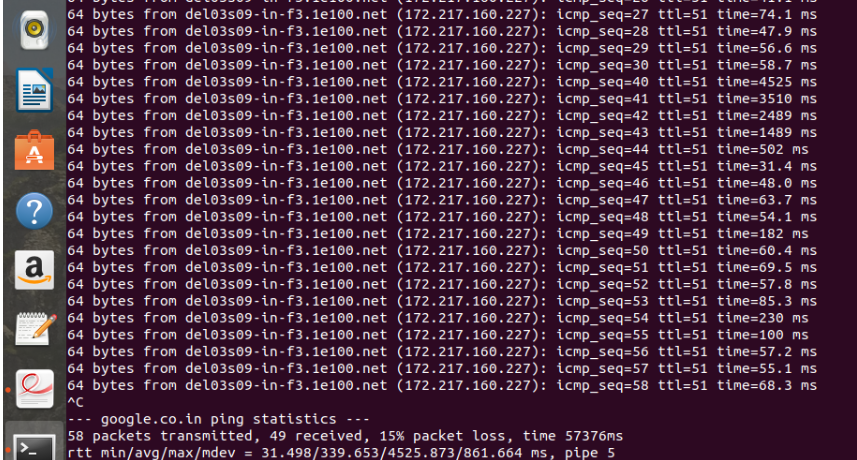 64 bytes from del03s09-in-f3.1e100.net (172.217.160.227): icmp_seq=27 ttl=51 time=74.1 ms
64 bytes from del03s09-in-f3.1e100.net (172.217.160.227): icmp_seq=28 ttl=51 time=47.9 ms
64 bytes from del03s09-in-f3.1e100.net (172.217.160.227): icmp_seq=29 ttl=51 time=56.6 ms
64 bytes from del03s09-in-f3.1e100.net (172.217.160.227): icmp_seq=30 ttl=51 time=58.7 ms
64 bytes from del03s09-in-f3.1e100.net (172.217.160.227): icmp_seq=40 ttl=51 time=4525 ms
64 bytes from del03s09-in-f3.1e100.net (172.217.160.227): icmp_seq=41 ttl=51 time=3510 ms
64 bytes from del03s09-in-f3.1e100.net (172.217.160.227): icmp_seq=42 ttl=51 time=2489 ms
64 bytes from del03s09-in-f3.1e100.net (172.217.160.227): icmp_seq=43 ttl=51 time=1489 ms
64 bytes from del03s09-in-f3.1e100.net (172.217.160.227): icmp_seq=44 ttl=51 time=502 ms
64 bytes from del03s09-in-f3.1e100.net (172.217.160.227): icmp_seq=45 ttl=51 time=31.4 ms
64 bytes from del03s09-in-f3.1e100.net (172.217.160.227): icmp_seq=46 ttl=51 time=48.0 ms
64 bytes from del03s09-in-f3.1e100.net (172.217.160.227): icmp_seq=47 ttl=51 time=63.7 ms
64 bytes from del03s09-in-f3.1e100.net (172.217.160.227): icmp_seq=48 ttl=51 time=54.1 ms
64 bytes from del03s09-in-f3.1e100.net (172.217.160.227): icmp_seq=49 ttl=51 time=182 ms
64 bytes from del03s09-in-f3.1e100.net (172.217.160.227): icmp_seq=50 ttl=51 time=60.4 ms
64 bytes from del03s09-in-f3.1e100.net (172.217.160.227): icmp_seq=51 ttl=51 time=69.5 ms
64 bytes from del03s09-in-f3.1e100.net (172.217.160.227): icmp_seq=52 ttl=51 time=57.8 ms
64 bytes from del03s09-in-f3.1e100.net (172.217.160.227): icmp_seq=53 ttl=51 time=85.3 ms
64 bytes from del03s09-in-f3.1e100.net (172.217.160.227): icmp_seq=54 ttl=51 time=230 ms
64 bytes from del03s09-in-f3.1e100.net (172.217.160.227): icmp_seq=55 ttl=51 time=100 ms
64 bytes from del03s09-in-f3.1e100.net (172.217.160.227): icmp_seq=56 ttl=51 time=57.2 ms
64 bytes from del03s09-in-f3.1e100.net (172.217.160.227): icmp_seq=57 ttl=51 time=55.1 ms
64 bytes from del03s09-in-f3.1e100.net (172.217.160.227): icmp_seq=58 ttl=51 time=68.3 ms
^C
--- google.co.in ping statistics ---
58 packets transmitted, 49 received, 15% packet loss, time 57376ms
rtt min/avg/max/mdev = 31.498/339.653/4525.873/861.664 ms, pipe 5